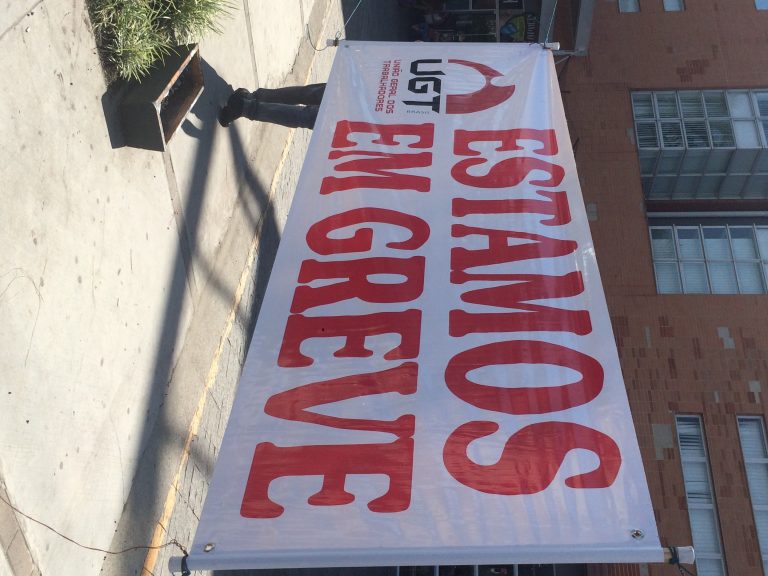 UGT
BRASIL
UNIÃO GERAL DOS
TRABALHADORES
ESTAMOS
EM GREVE